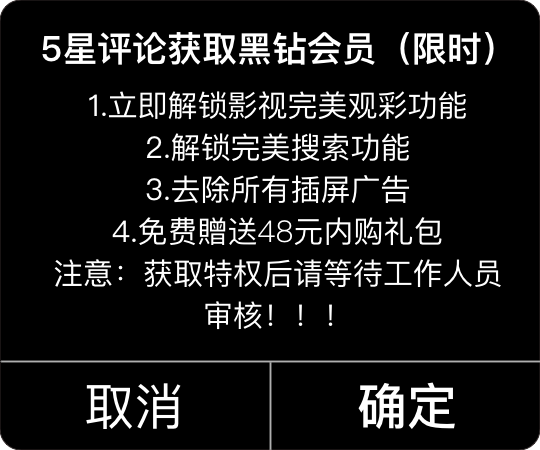 5星评论获取黑钻会员（限时）
1.立即解锁影视完美观彩功能
2.解锁完美搜索功能
3.去除所有插屏广告
4.免费赠送48元内购礼包
注意：获取特权后请等待工作人员
审核！！！
取消
确定